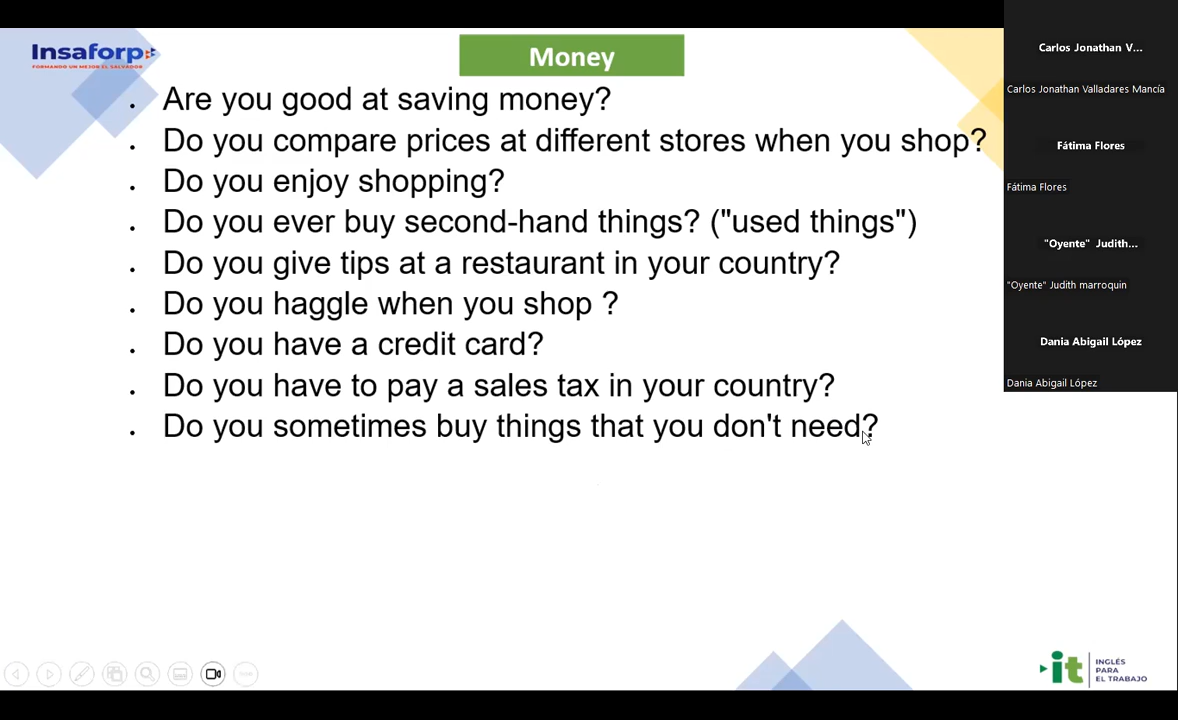 Insaforp
FORMANDO UN MEJOR EL SALVADOR
Money
• Are you good at saving money?
• Do you compare prices at different stores when you shop?
• Do you enjoy shopping?
• Do you ever buy second-hand things? ("used things")
• Do you give tips at a restaurant in your country?
• Do you haggle when you shop ?
• Do you have a credit card?
• Do you have to pay a sales tax in your country?
• Do you sometimes buy things that you don't need?
Carlos Jonathan V...
Carlos Jonathan Valladares Mancía
Fátima Flores
Fátima Flores
"Oyente" Judith...
"Oyente" Judith marroquin
Dania Abigail López
Dania Abigail López
it
INGLÉS
PARA
EL TRABAJO